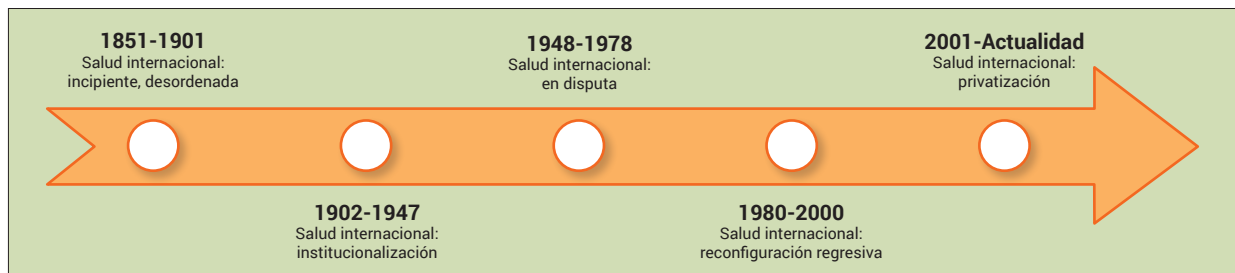 1851-1901
Salud internacional:
incipiente, desordenada
1902-1947
Salud internacional:
institucionalización
1948-1978
Salud internacional:
en disputa
1980-2000
Salud internacional:
reconfiguración regresiva
2001-Actualidad
Salud internacional:
privatización